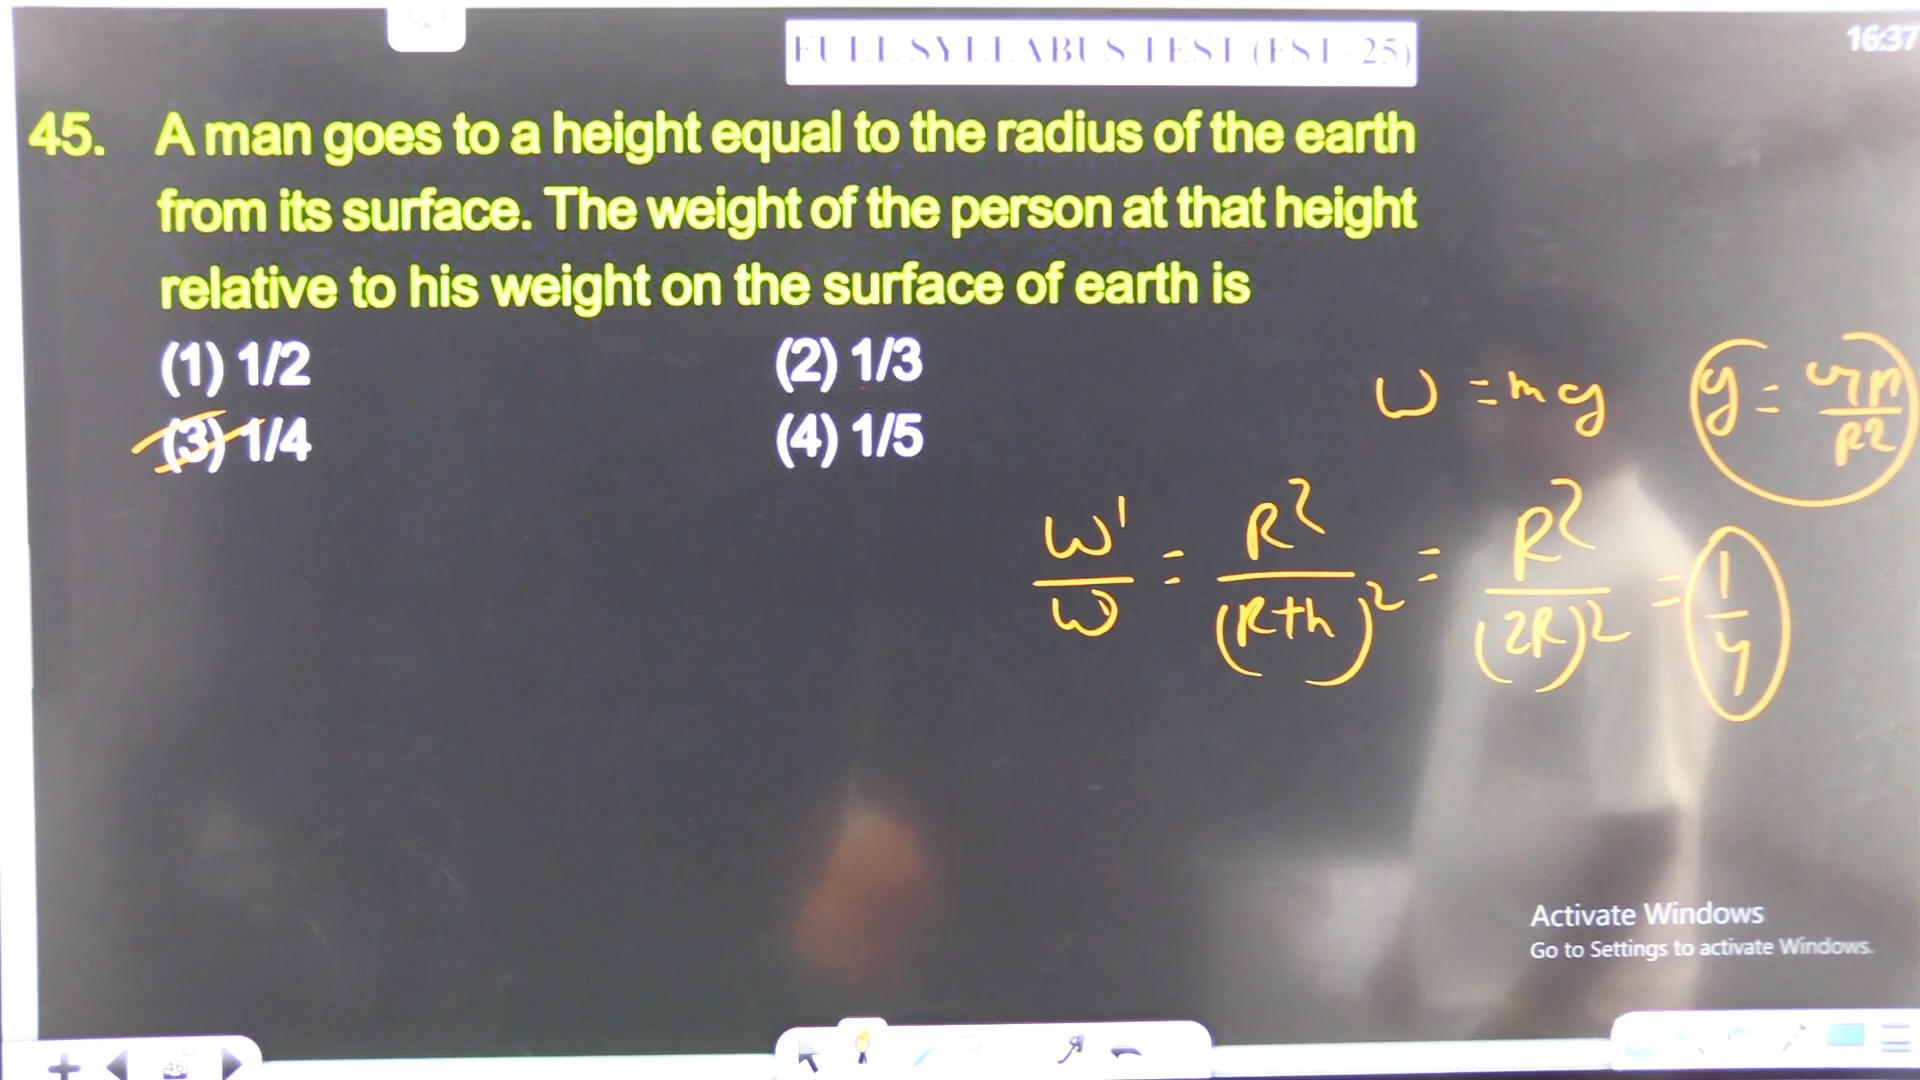 FULL SYLLABUS TEST (FST-25)
16:37
45. A man goes to a height equal to the radius of the earth
from its surface. The weight of the person at that height
relative to his weight on the surface of earth is
(1) 1/2 (2) 1/3
(3) 1/4 (4) 1/5
W = mg g = GM/R2
W'/W = R2/(R+h)2 = R2/(2R)2 = 1/4
Activate Windows
Go to Settings to activate Windows.